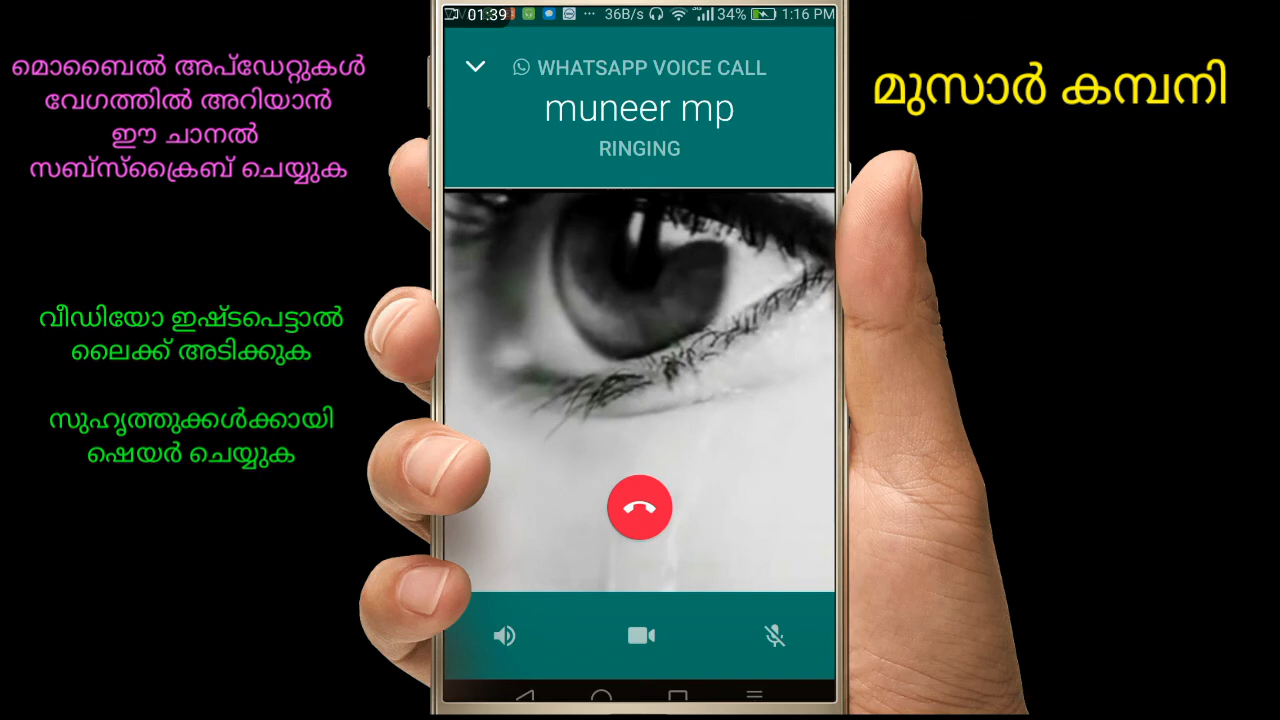 01:39 36B/s 3G 34% 1:16 PM
WHATSAPP VOICE CALL
muneer mp
RINGING
മൊബൈൽ അപ്ഡേറ്റുകൾ
വേഗത്തിൽ അറിയാൻ
ഈ ചാനൽ
സബ്സ്ക്രൈബ് ചെയ്യുക
വീഡിയോ ഇഷ്ടപെട്ടാൽ
ലൈക്ക് അടിക്കുക
സുഹൃത്തുക്കൾക്കായി
ഷെയർ ചെയ്യുക
മുസാർ കമ്പനി